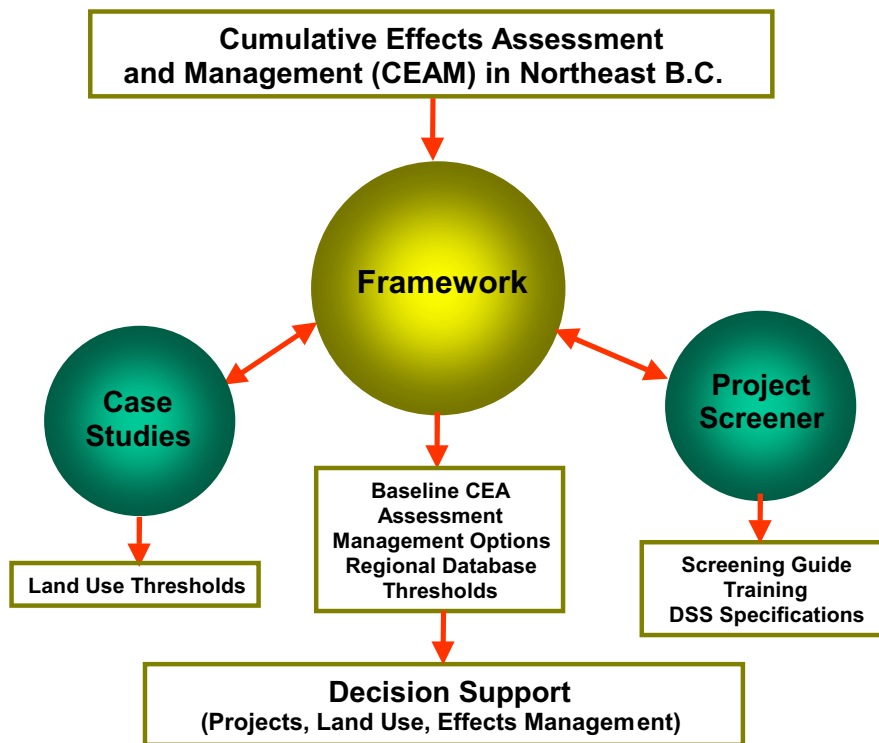 Cumulative Effects Assessment
and Management (CEAM) in Northeast B.C.
Framework
Case
Studies
Project
Screener
Baseline CEA
Assessment
Management Options
Regional Database
Thresholds
Land Use Thresholds
Screening Guide
Training
DSS Specifications
Decision Support
(Projects, Land Use, Effects Management)